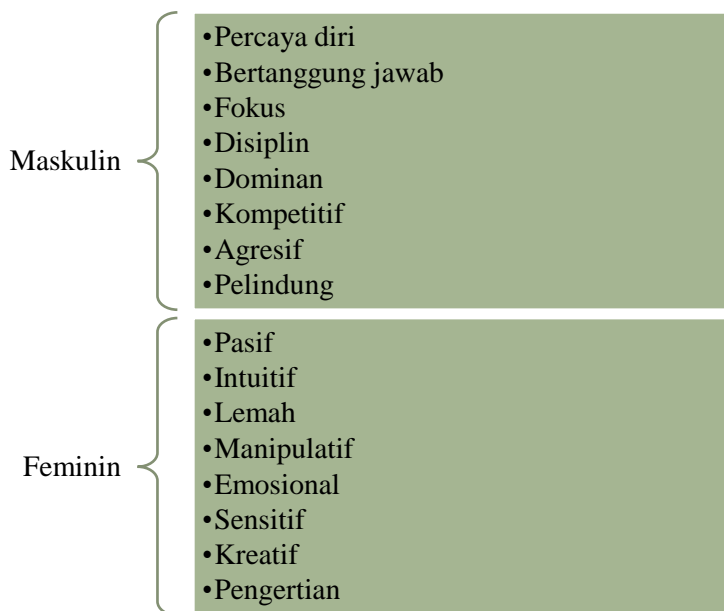 Maskulin
•Percaya diri
•Bertanggung jawab
•Fokus
•Disiplin
•Dominan
•Kompetitif
•Agresif
•Pelindung
Feminin
•Pasif
•Intuitif
•Lemah
•Manipulatif
•Emosional
•Sensitif
•Kreatif
•Pengertian